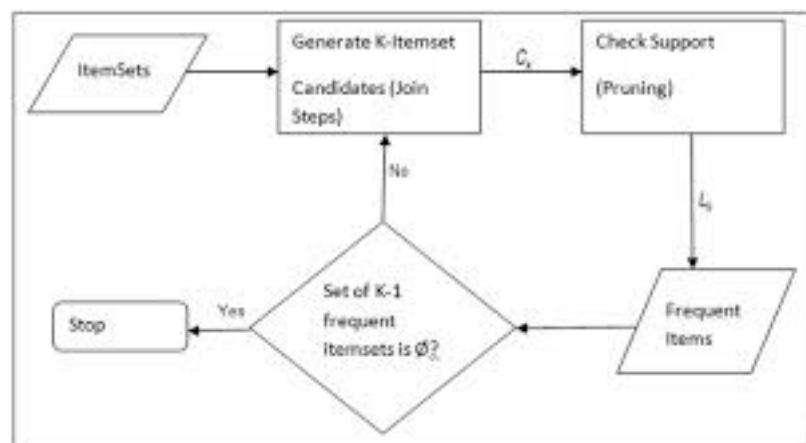 ItemSets
Generate K-Itemset
Candidates (Join
Steps)
Cₖ
Check Support
(Pruning)
No
Lₖ
Set of K-1
frequent
itemsets is Ø?
Yes
Stop
Frequent
Items